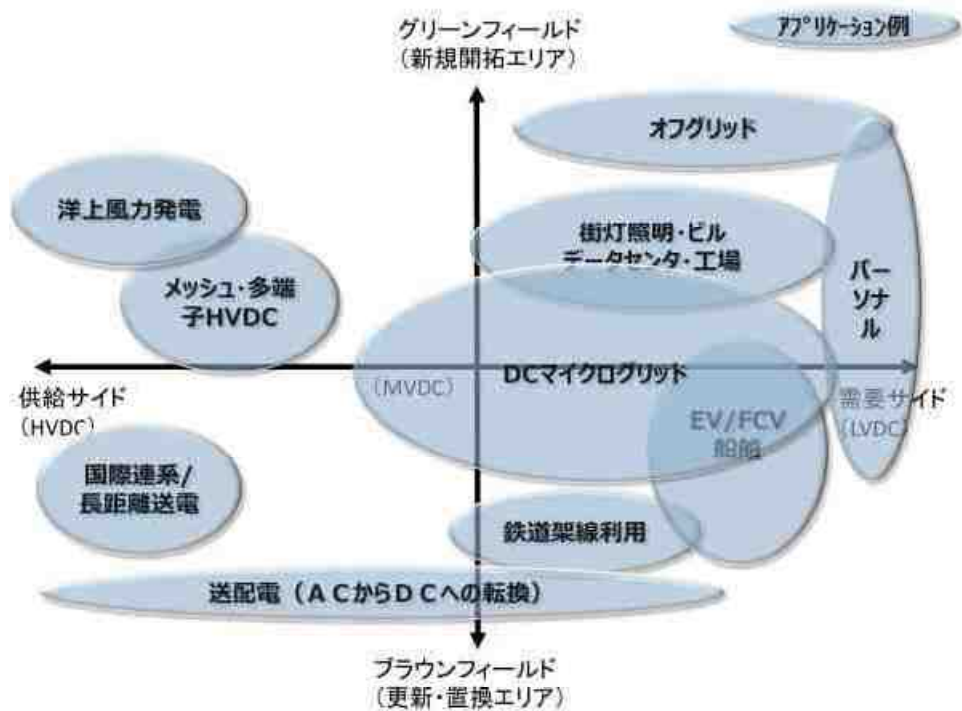 アプリケーション例
グリーンフィールド
(新規開拓エリア)
オフグリッド
洋上風力発電
街灯照明・ビル
データセンタ・工場
パー
ソナ
ル
メッシュ・多端
子HVDC
(MVDC)
DCマイクログリッド
供給サイド
(HVDC)
需要サイド
(LVDC)
EV/FCV
船舶
国際連系/
長距離送電
鉄道架線利用
送配電(ACからDCへの転換)
ブラウンフィールド
(更新・置換エリア)